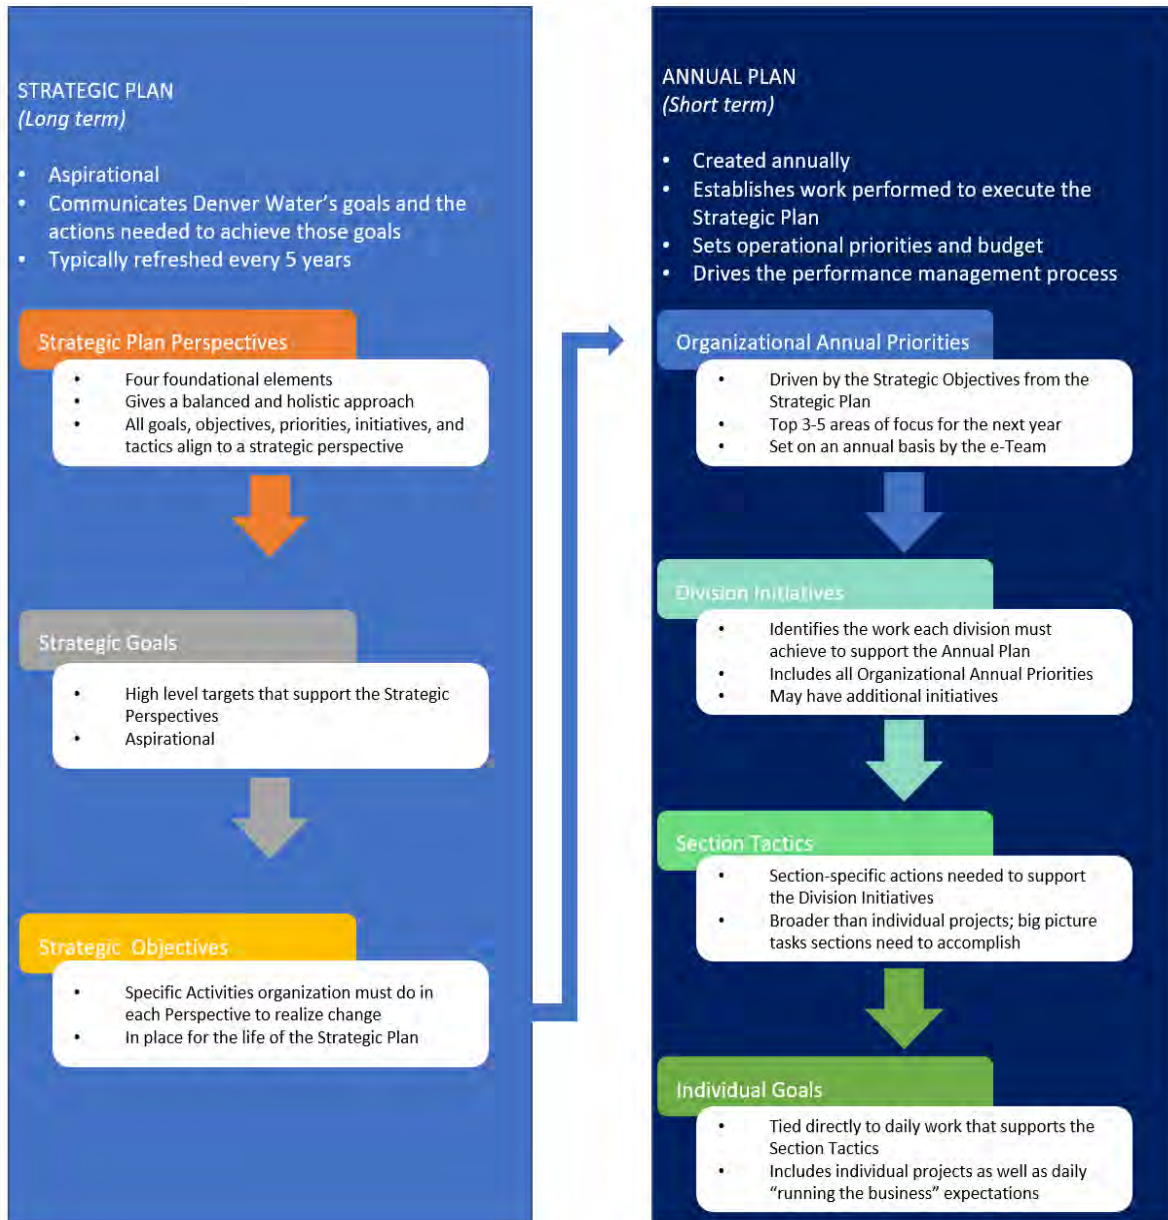 STRATEGIC PLAN
(Long term)
• Aspirational
• Communicates Denver Water’s goals and the
actions needed to achieve those goals
• Typically refreshed every 5 years
Strategic Plan Perspectives
• Four foundational elements
• Gives a balanced and holistic approach
• All goals, objectives, priorities, initiatives, and
tactics align to a strategic perspective
Strategic Goals
• High level targets that support the Strategic
Perspectives
• Aspirational
Strategic Objectives
• Specific Activities organization must do in
each Perspective to realize change
• In place for the life of the Strategic Plan
ANNUAL PLAN
(Short term)
• Created annually
• Establishes work performed to execute the
Strategic Plan
• Sets operational priorities and budget
• Drives the performance management process
Organizational Annual Priorities
• Driven by the Strategic Objectives from the
Strategic Plan
• Top 3-5 areas of focus for the next year
• Set on an annual basis by the e-Team
Division Initiatives
• Identifies the work each division must
achieve to support the Annual Plan
• Includes all Organizational Annual Priorities
• May have additional initiatives
Section Tactics
• Section-specific actions needed to support
the Division Initiatives
• Broader than individual projects; big picture
tasks sections need to accomplish
Individual Goals
• Tied directly to daily work that supports the
Section Tactics
• Includes individual projects as well as daily
“running the business” expectations